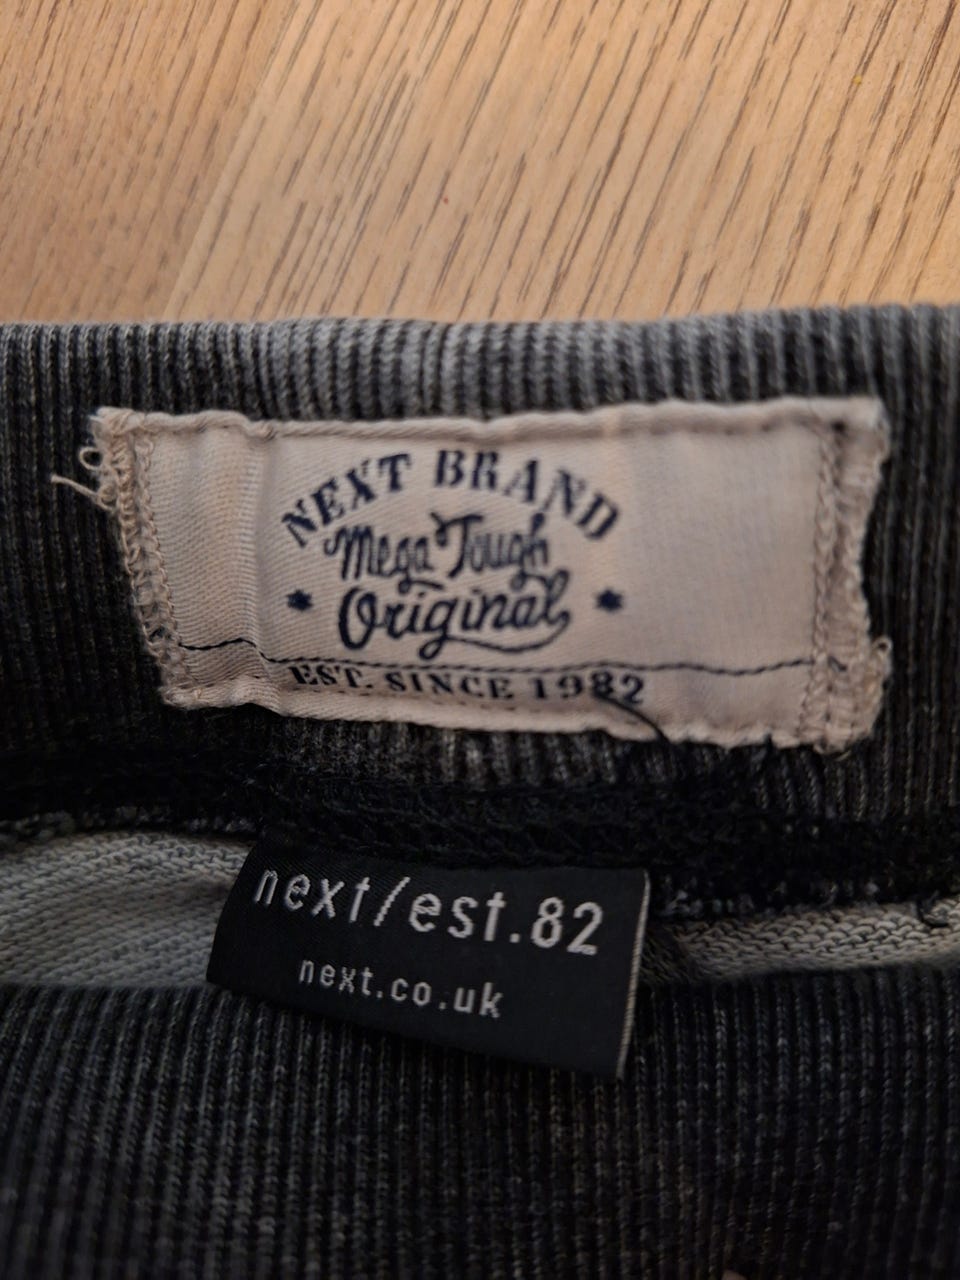 NEXT BRAND
Mega Tough
Original
EST. SINCE 1982
next/est.82
next.co.uk